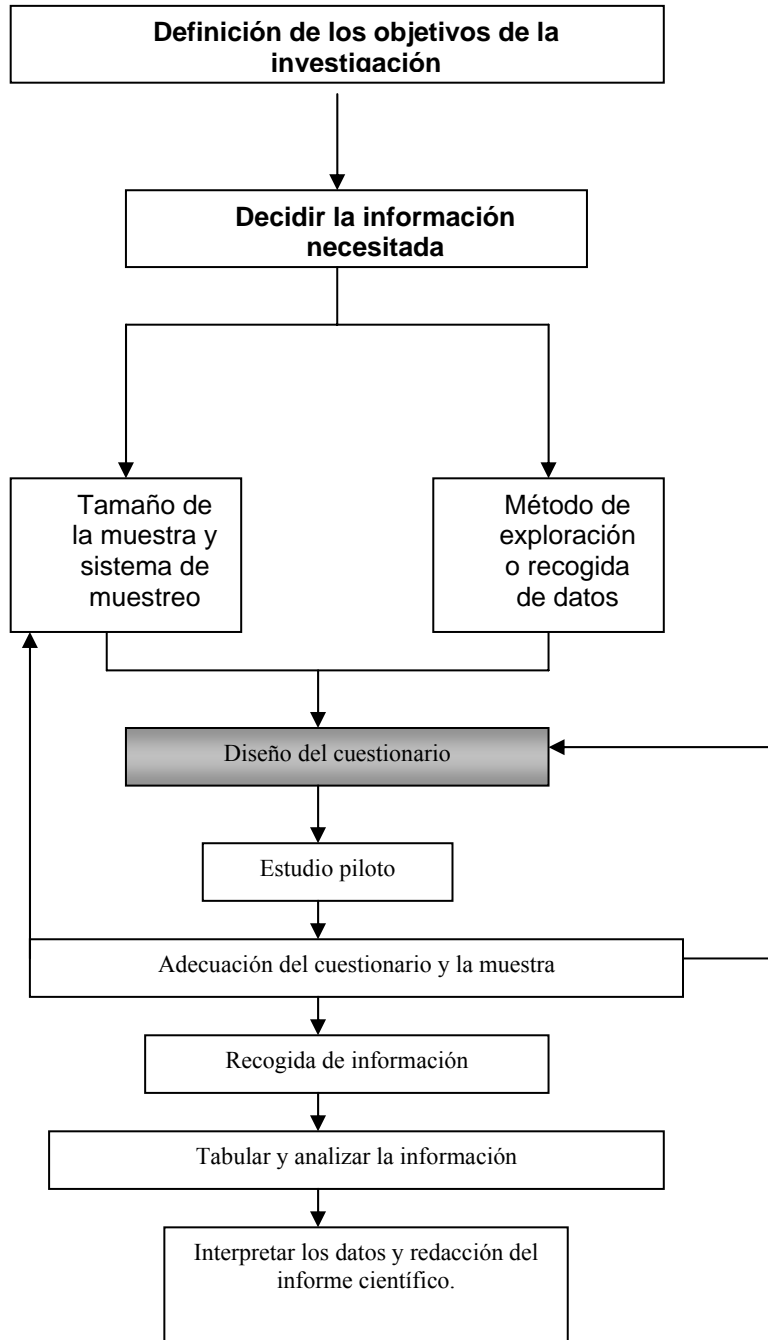 Definición de los objetivos de la
investigación
Decidir la información
necesitada
Tamaño de
la muestra y
sistema de
muestreo
Método de
exploración
o recogida
de datos
Diseño del cuestionario
Estudio piloto
Adecuación del cuestionario y la muestra
Recogida de información
Tabular y analizar la información
Interpretar los datos y redacción del
informe científico.